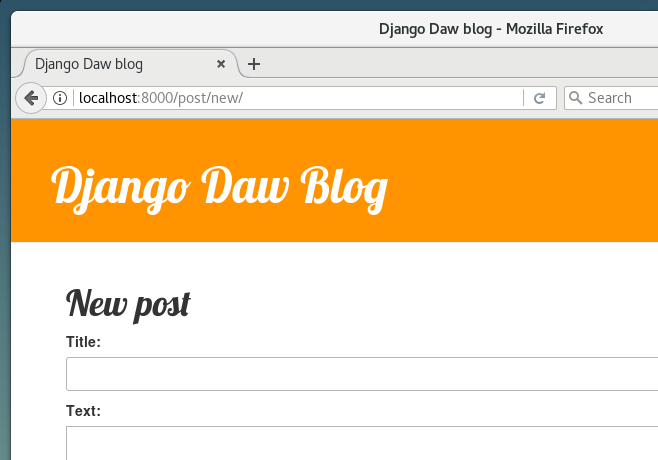 Django Daw blog - Mozilla Firefox
Django Daw blog
localhost:8000/post/new/
Search
Django Daw Blog
New post
Title:
Text: